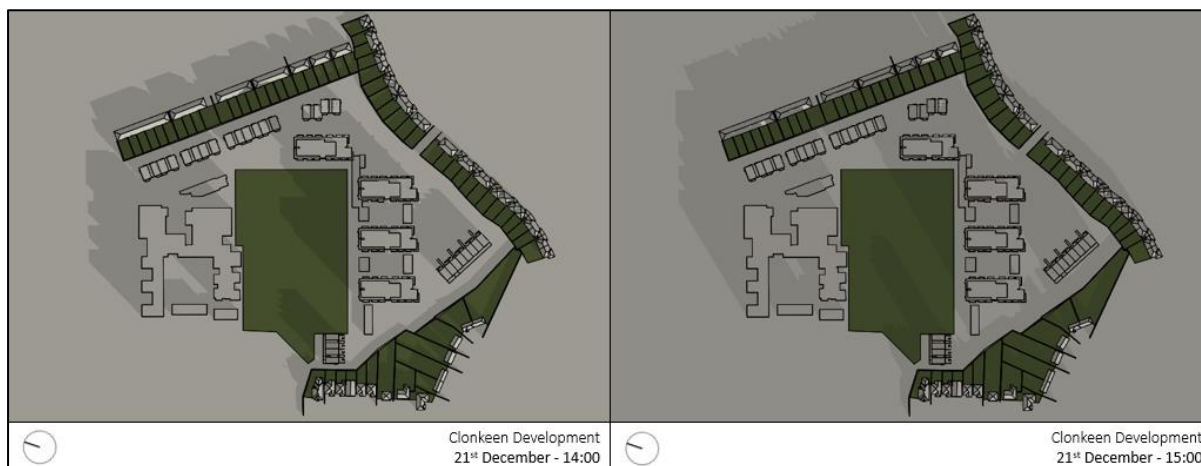 Clonkeen Development
21st December - 14:00
Clonkeen Development
21st December - 15:00